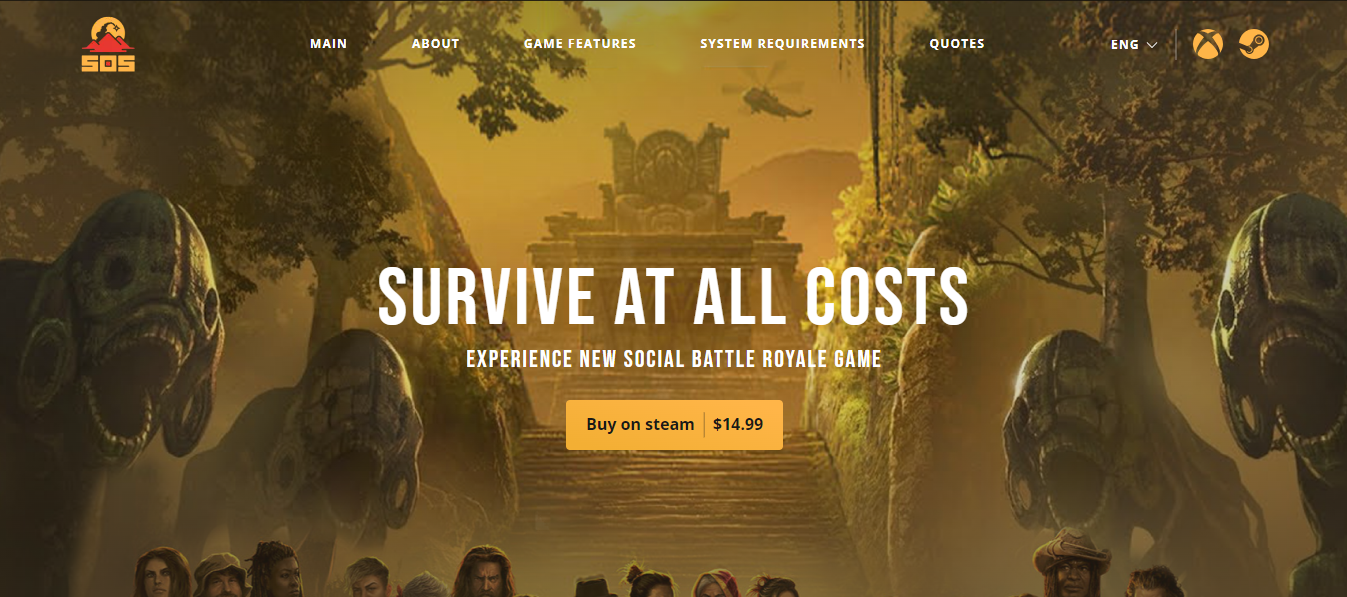 SOS
MAIN
ABOUT
GAME FEATURES
SYSTEM REQUIREMENTS
QUOTES
ENG
SURVIVE AT ALL COSTS
EXPERIENCE NEW SOCIAL BATTLE ROYALE GAME
Buy on steam | $14.99